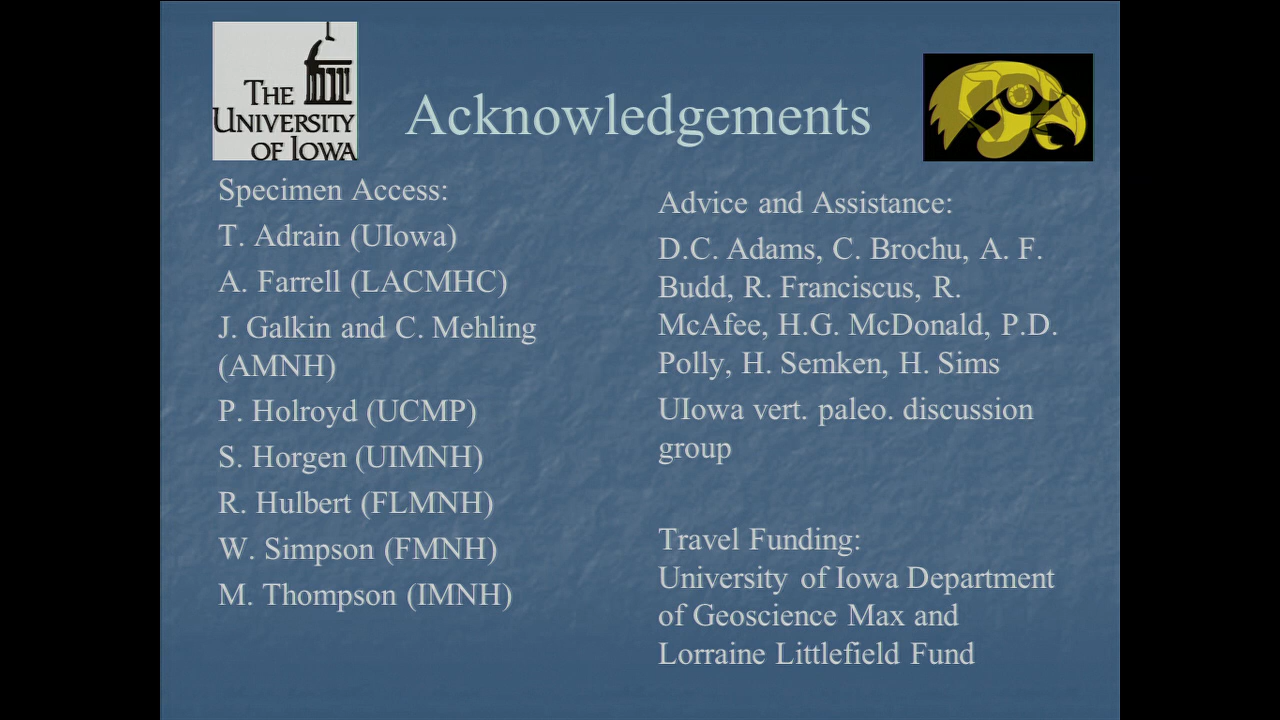 THE
UNIVERSITY
OF IOWA
Acknowledgements
Specimen Access:
T. Adrain (UIowa)
A. Farrell (LACMHC)
J. Galkin and C. Mehling
(AMNH)
P. Holroyd (UCMP)
S. Horgen (UIMNH)
R. Hulbert (FLMNH)
W. Simpson (FMNH)
M. Thompson (IMNH)
Advice and Assistance:
D.C. Adams, C. Brochu, A. F.
Budd, R. Franciscus, R.
McAfee, H.G. McDonald, P.D.
Polly, H. Semken, H. Sims
UIowa vert. paleo. discussion
group
Travel Funding:
University of Iowa Department
of Geoscience Max and
Lorraine Littlefield Fund